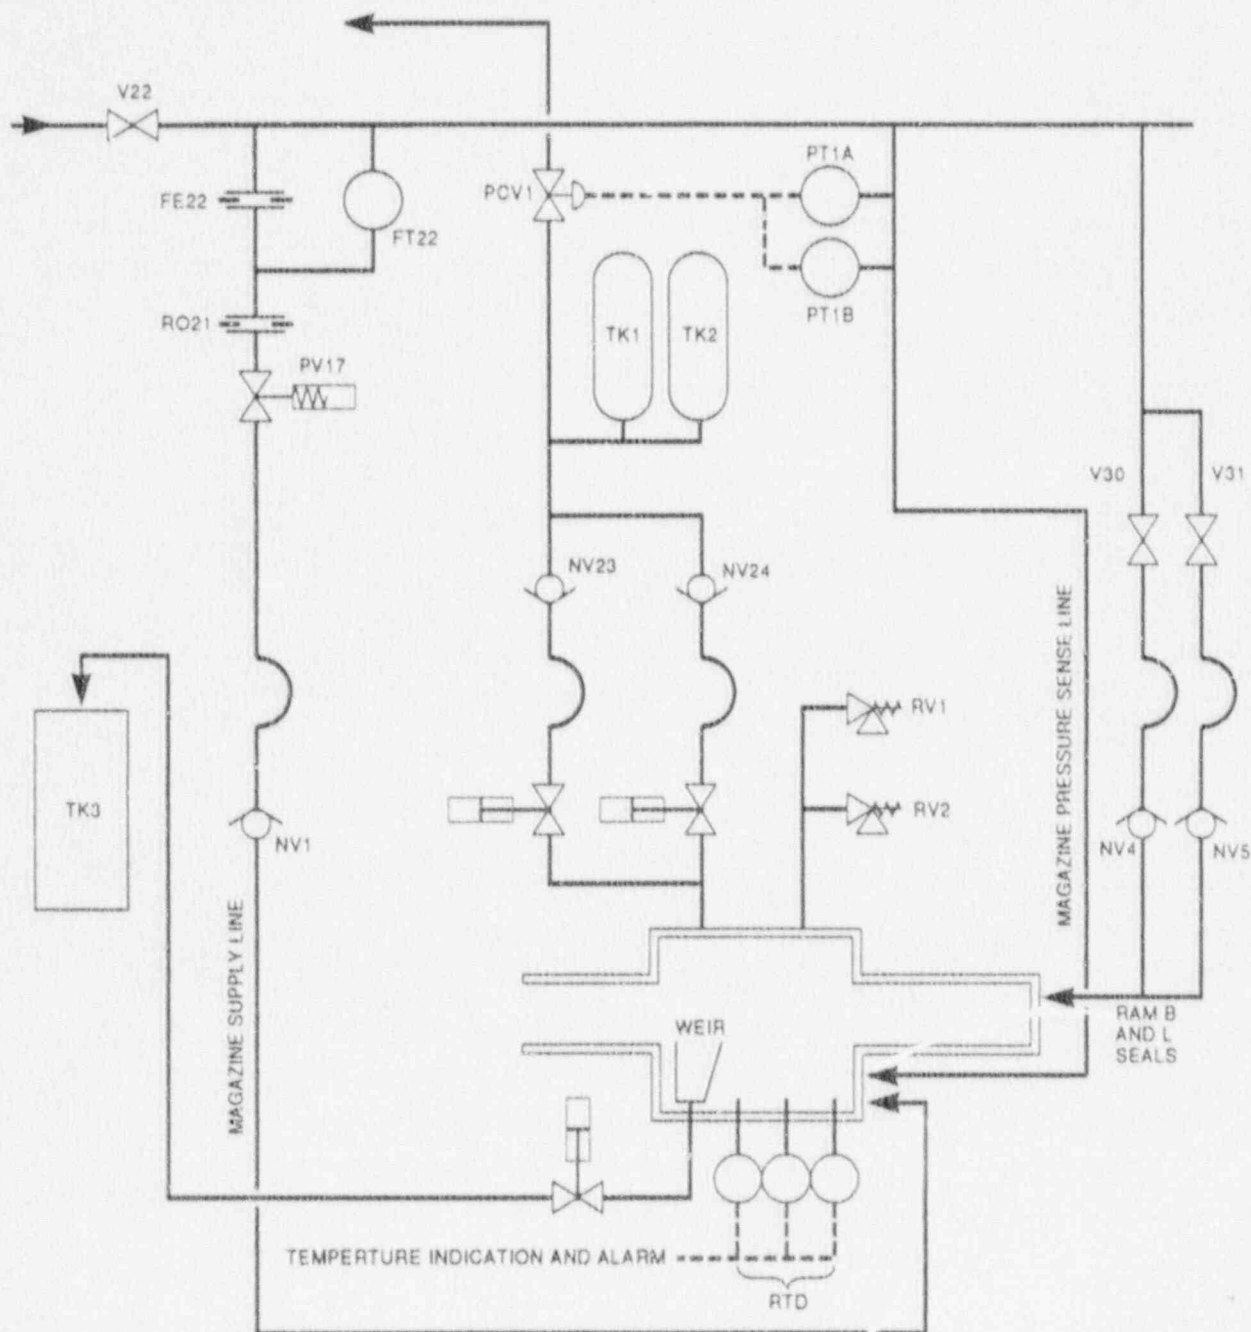 V22
PT1A
PCV1
FE22
FT22
PT1B
RO21
TK1
TK2
PV17
V30
V31
NV23
NV24
MAGAZINE PRESSURE SENSE LINE
RV1
TK3
RV2
NV1
NV4
NV5
MAGAZINE SUPPLY LINE
WEIR
RAM B
AND L
SEALS
TEMPERTURE INDICATION AND ALARM
RTD